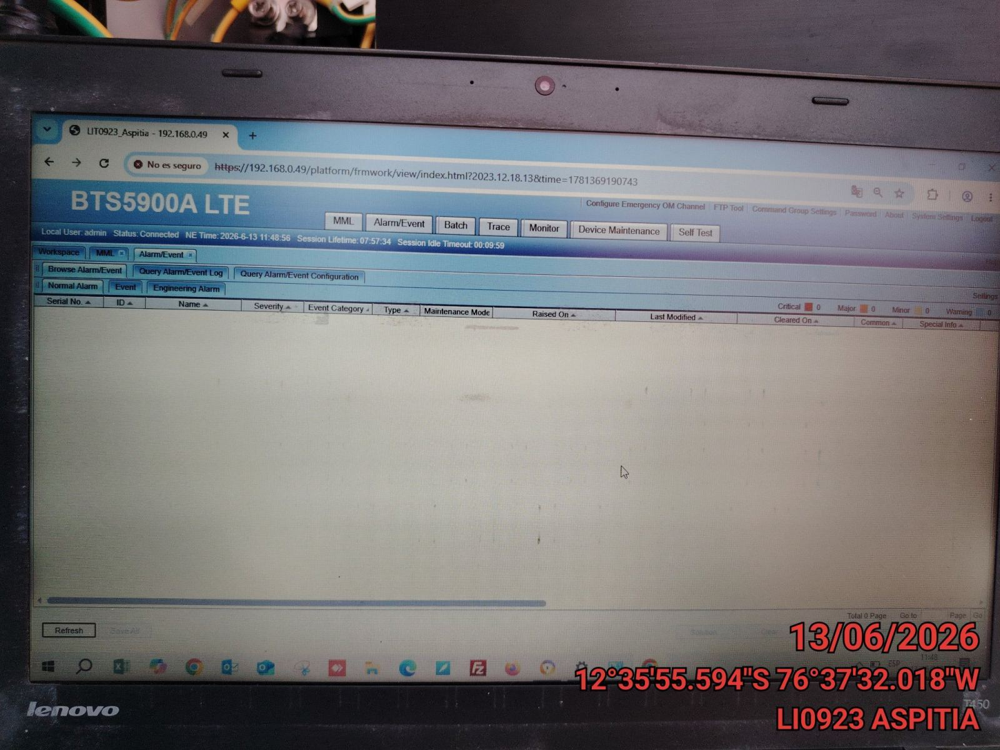 LIT0923_Aspitia - 192.168.0.49
No es seguro https://192.168.0.49/platform/frmwork/view/index.html?2023.12.18.13&time=1781369190743
BTS5900A LTE
Configure Emergency OM Channel FTP Tool Command Group Settings Password About System Settings Logout
MML Alarm/Event Batch Trace Monitor Device Maintenance Self Test
Local User: admin Status: Connected NE Time: 2026-6-13 11:48:56 Session Lifetime: 07:57:34 Session Idle Timeout: 00:09:59
Workspace MML Alarm/Event
Browse Alarm/Event Query Alarm/Event Log Query Alarm/Event Configuration
Normal Alarm Event Engineering Alarm
Settings
Critical 0 Major 0 Minor 0 Warning 0
Serial No. ID Name Severity Event Category Type Maintenance Mode Raised On Last Modified Cleared On Common Special Info
Total 0 Page Go to Page Go
Refresh Save All Solution
13/06/2026
11:48
ESP
12°35'55.594"S 76°37'32.018"W
lenovo
T450
LI0923 ASPITIA